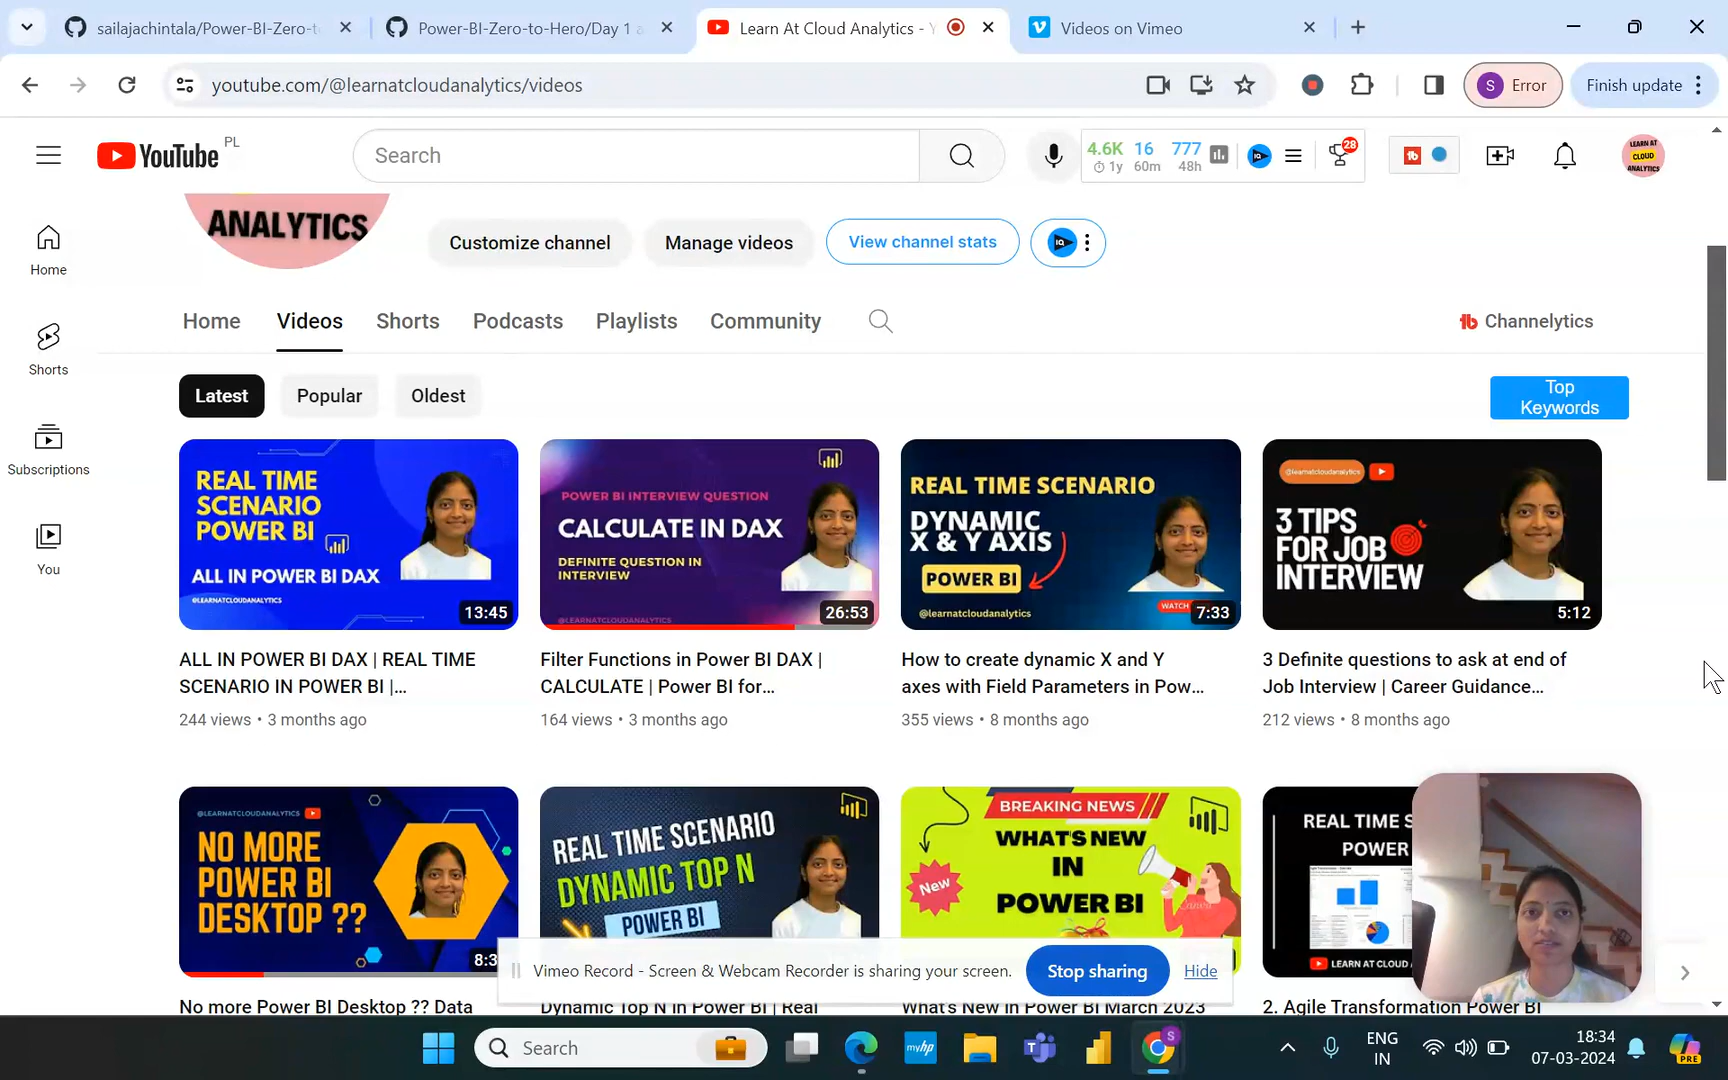 sailajachintala/Power-BI-Zero-t
Power-BI-Zero-to-Hero/Day 1
Learn At Cloud Analytics - Y
Videos on Vimeo
youtube.com/@learnatcloudanalytics/videos
S Error
Finish update
YouTube PL
Search
4.6K 16 777
1y 60m 48h
28
LEARN AT
CLOUD
ANALYTICS
Home
Shorts
Subscriptions
You
ANALYTICS
Customize channel
Manage videos
View channel stats
Home
Videos
Shorts
Podcasts
Playlists
Community
Channelytics
Latest
Popular
Oldest
Top
Keywords
REAL TIME
SCENARIO
POWER BI
ALL IN POWER BI DAX
@LEARNATCLOUDANALYTICS
13:45
ALL IN POWER BI DAX | REAL TIME
SCENARIO IN POWER BI |...
244 views • 3 months ago
POWER BI INTERVIEW QUESTION
CALCULATE IN DAX
DEFINITE QUESTION IN
INTERVIEW
@LEARNATCLOUDANALYTICS
26:53
Filter Functions in Power BI DAX |
CALCULATE | Power BI for...
164 views • 3 months ago
REAL TIME SCENARIO
DYNAMIC
X & Y AXIS
POWER BI
@learnatcloudanalytics
WATCH
7:33
How to create dynamic X and Y
axes with Field Parameters in Pow...
355 views • 8 months ago
@learnatcloudanalytics
3 TIPS
FOR JOB
INTERVIEW
5:12
3 Definite questions to ask at end of
Job Interview | Career Guidance...
212 views • 8 months ago
@LEARNATCLOUDANALYTICS
NO MORE
POWER BI
DESKTOP ??
8:3
No more Power BI Desktop ?? Data
REAL TIME SCENARIO
DYNAMIC TOP N
POWER BI
Dynamic Top N in Power BI | Real
BREAKING NEWS
WHAT'S NEW
IN
POWER BI
New
Canva
What's New in Power BI March 2023
REAL TIME S
POWER
LEARN AT CLOUD A
2. Agile Transformation Power BI
Vimeo Record - Screen & Webcam Recorder is sharing your screen.
Stop sharing
Hide
Search
myhp
S
ENG
IN
18:34
07-03-2024
PRE